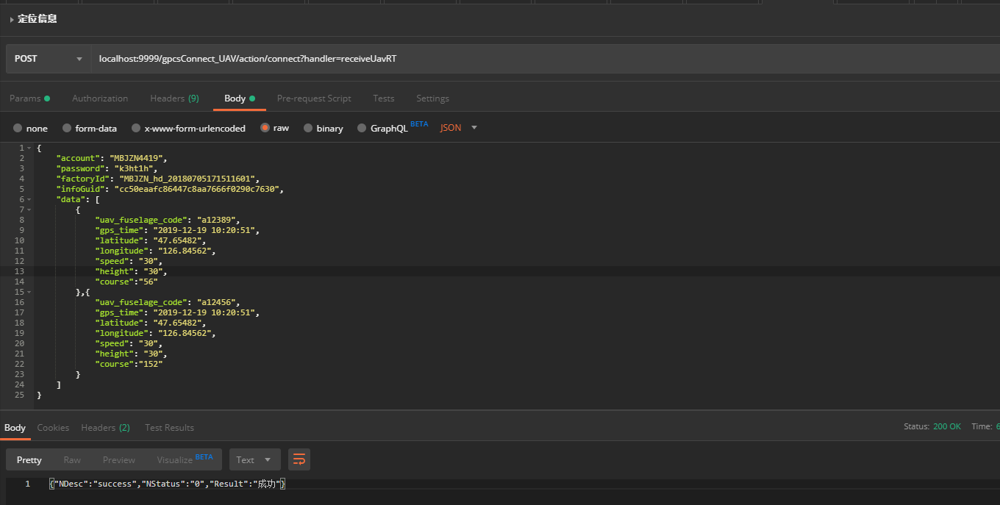 定位信息
POST localhost:9999/gpcsConnect_UAV/action/connect?handler=receiveUavRT
Params Authorization Headers (9) Body Pre-request Script Tests Settings
none form-data x-www-form-urlencoded raw binary GraphQL BETA JSON
1 {
2 "account": "MBJZN4419",
3 "password": "k3ht1h",
4 "factoryId": "MBJZN_hd_20180705171511601",
5 "infoGuid": "cc50eaafc86447c8aa7666f0290c7630",
6 "data": [
7 {
8 "uav_fuselage_code": "a12389",
9 "gps_time": "2019-12-19 10:20:51",
10 "latitude": "47.65482",
11 "longitude": "126.84562",
12 "speed": "30",
13 "height": "30",
14 "course":"56"
15 },{
16 "uav_fuselage_code": "a12456",
17 "gps_time": "2019-12-19 10:20:51",
18 "latitude": "47.65482",
19 "longitude": "126.84562",
20 "speed": "30",
21 "height": "30",
22 "course":"152"
23 }
24 ]
25 }
Body Cookies Headers (2) Test Results Status: 200 OK Time: 6
Pretty Raw Preview Visualize BETA Text
1 {"NDesc":"success","NStatus":"0","Result":"成功"}